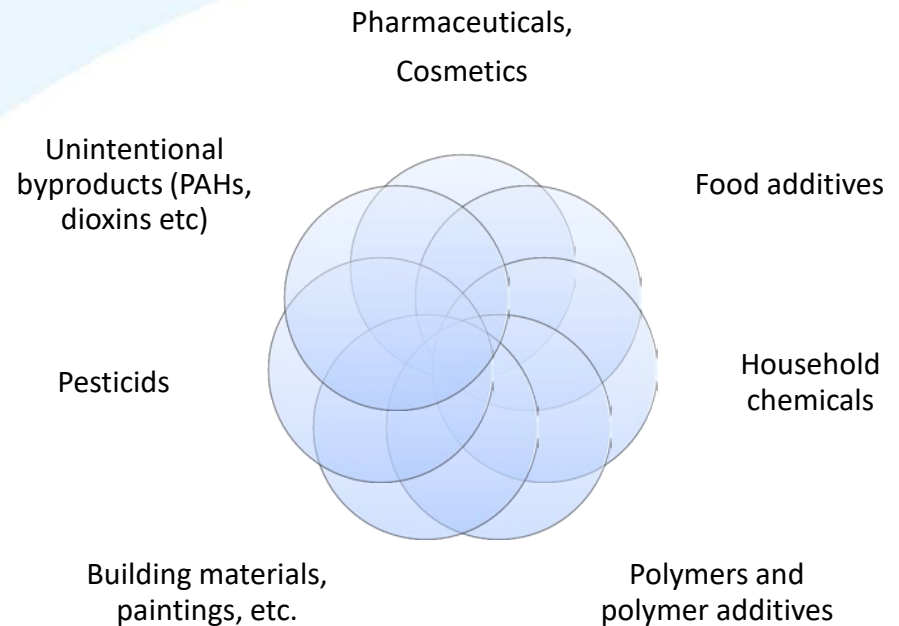 Pharmaceuticals,
Cosmetics
Unintentional
byproducts (PAHs,
dioxins etc)
Food additives
Pesticids
Household
chemicals
Building materials,
paintings, etc.
Polymers and
polymer additives